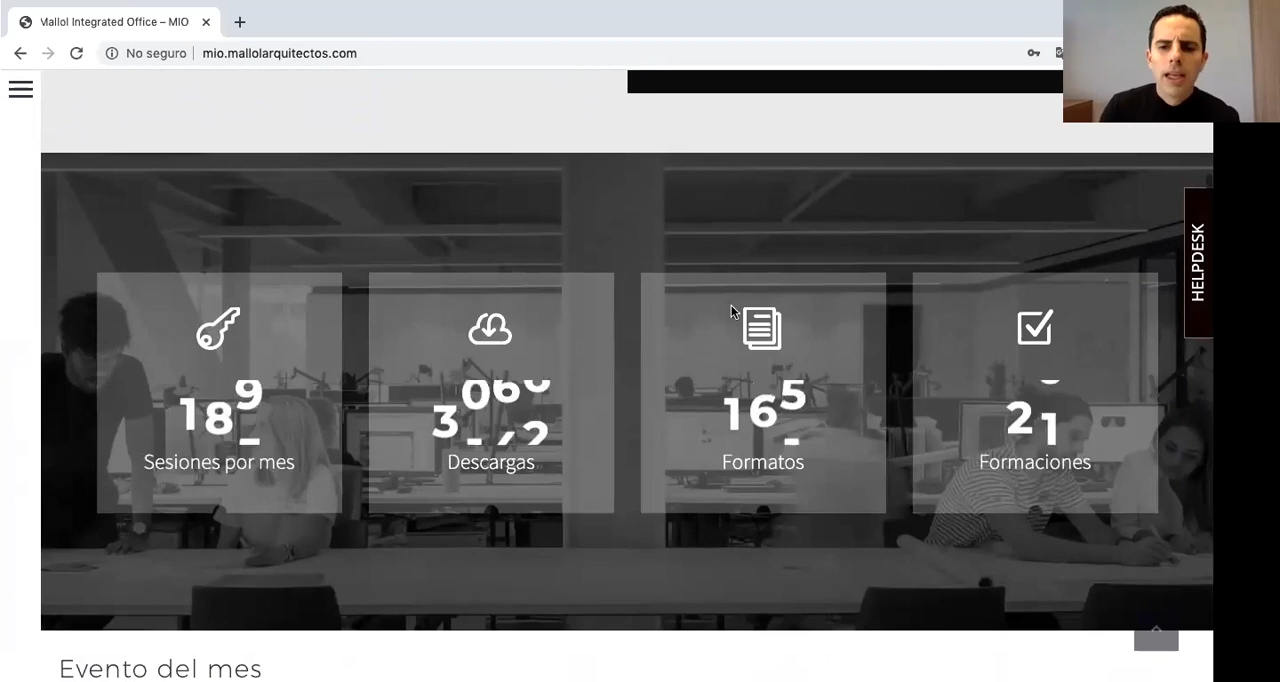 Mallol Integrated Office – MIO
No seguro
mio.mallolarquitectos.com
HELPDESK
Sesiones por mes
Descargas
Formatos
Formaciones
Evento del mes